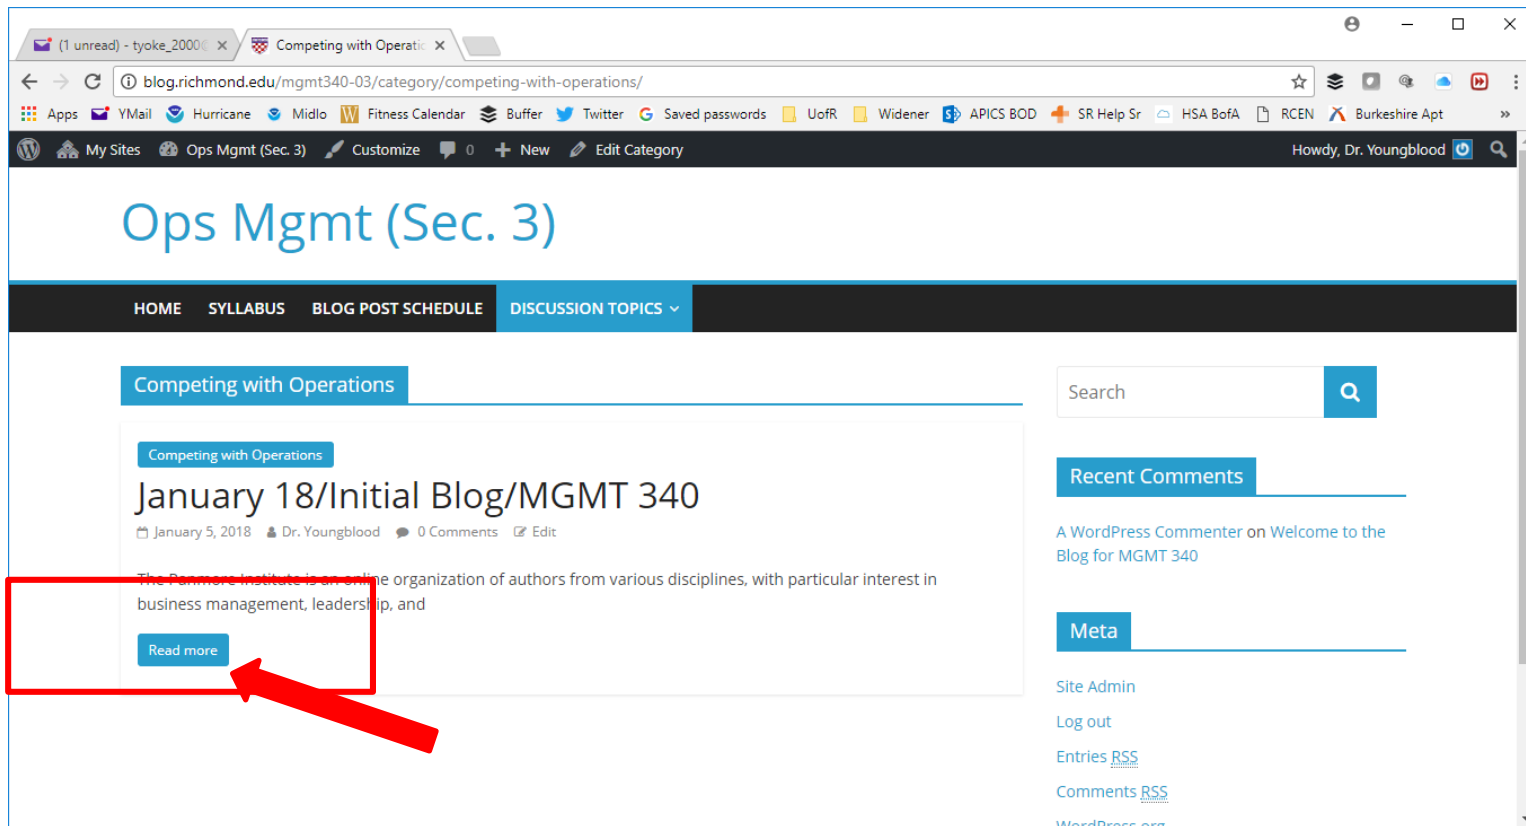 (1 unread) - tyoke_2000 Competing with Operatic
blog.richmond.edu/mgmt340-03/category/competing-with-operations/
Apps YMail Hurricane Midlo Fitness Calendar Buffer Twitter Saved passwords UofR Widener APICS BOD SR Help Sr HSA BofA RCEN Burkeshire Apt »
My Sites Ops Mgmt (Sec. 3) Customize 0 + New Edit Category Howdy, Dr. Youngblood
Ops Mgmt (Sec. 3)
HOME SYLLABUS BLOG POST SCHEDULE DISCUSSION TOPICS
Competing with Operations
Competing with Operations
January 18/Initial Blog/MGMT 340
January 5, 2018 Dr. Youngblood 0 Comments Edit
The Panmore Institute is an online organization of authors from various disciplines, with particular interest in
business management, leadership, and
Read more
Search
Recent Comments
A WordPress Commenter on Welcome to the
Blog for MGMT 340
Meta
Site Admin
Log out
Entries RSS
Comments RSS
WordPress.org